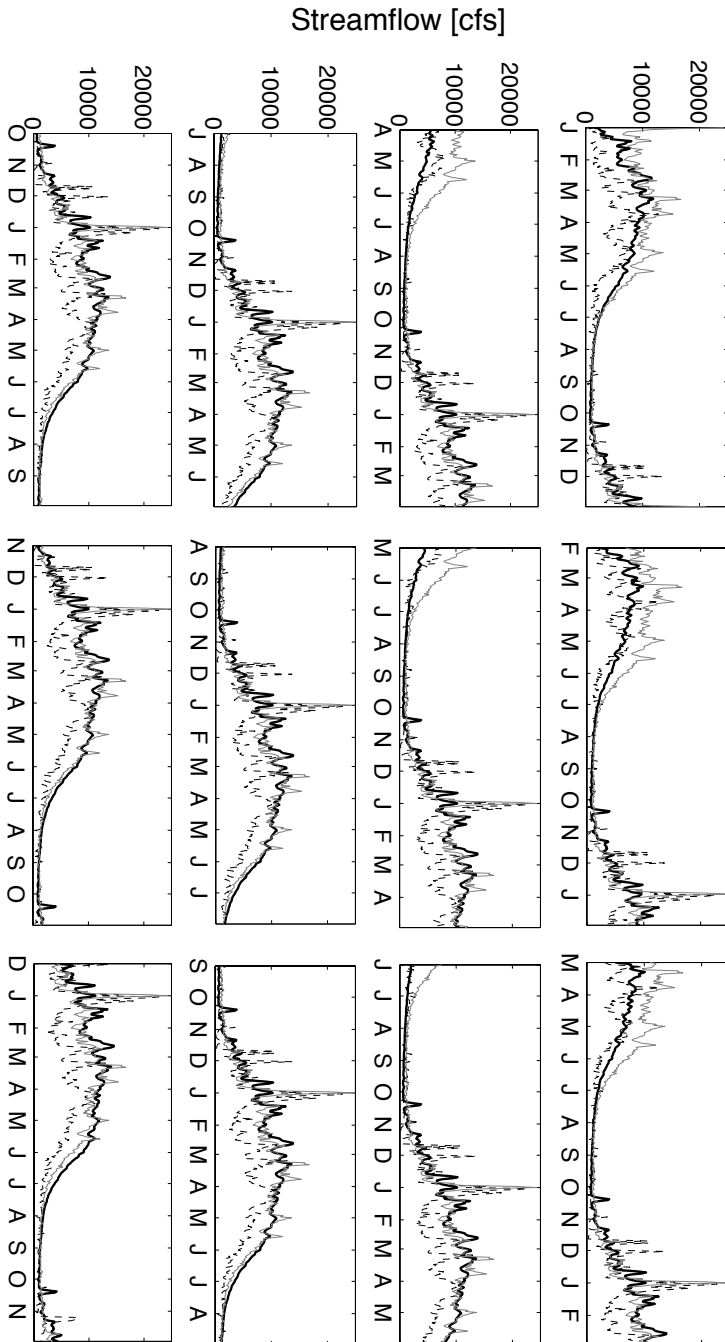 Streamflow [cfs]
20000
10000
0
J F M A M J J A S O N D
F M A M J J A S O N D J
M A M J J A S O N D J F
20000
10000
0
A M J J A S O N D J F M
M J J A S O N D J F M A
J J A S O N D J F M A M
20000
10000
0
J A S O N D J F M A M J
A S O N D J F M A M J J
S O N D J F M A M J J A
20000
10000
0
O N D J F M A M J J A S
N D J F M A M J J A S O
D J F M A M J J A S O N